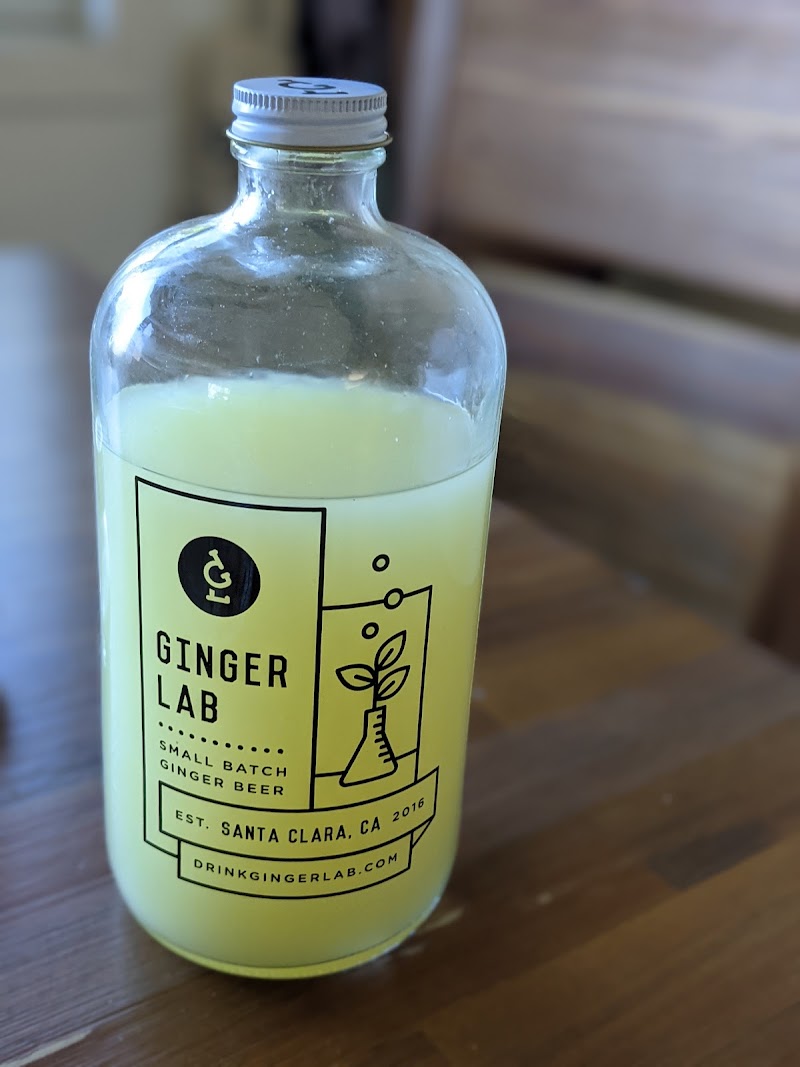 GINGER
LAB
SMALL BATCH
GINGER BEER
EST. SANTA CLARA, CA 2016
DRINKGINGERLAB.COM